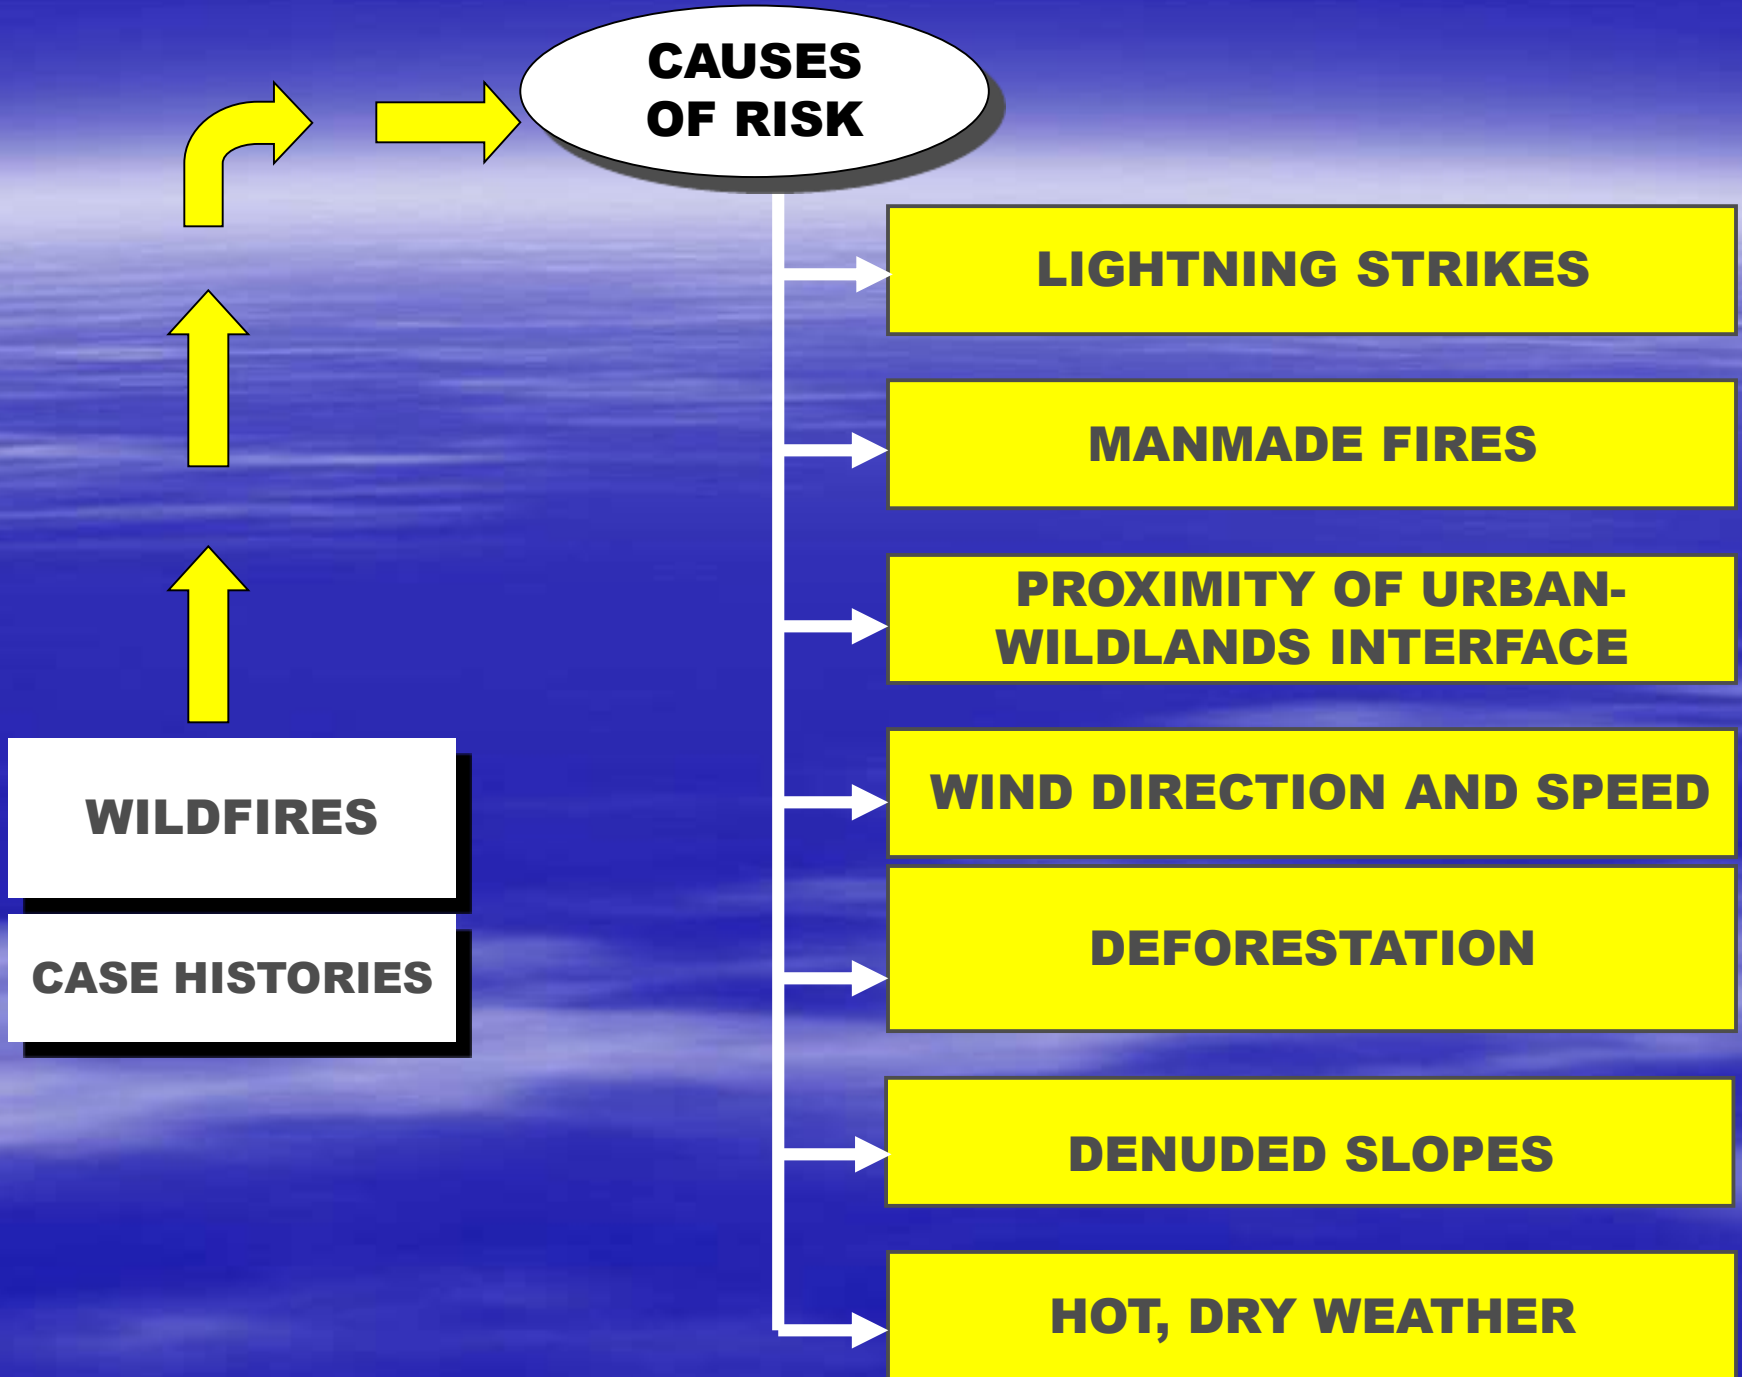 CAUSES
OF RISK
LIGHTNING STRIKES
MANMADE FIRES
PROXIMITY OF URBAN-
WILDLANDS INTERFACE
WIND DIRECTION AND SPEED
DEFORESTATION
DENUDED SLOPES
HOT, DRY WEATHER
WILDFIRES
CASE HISTORIES